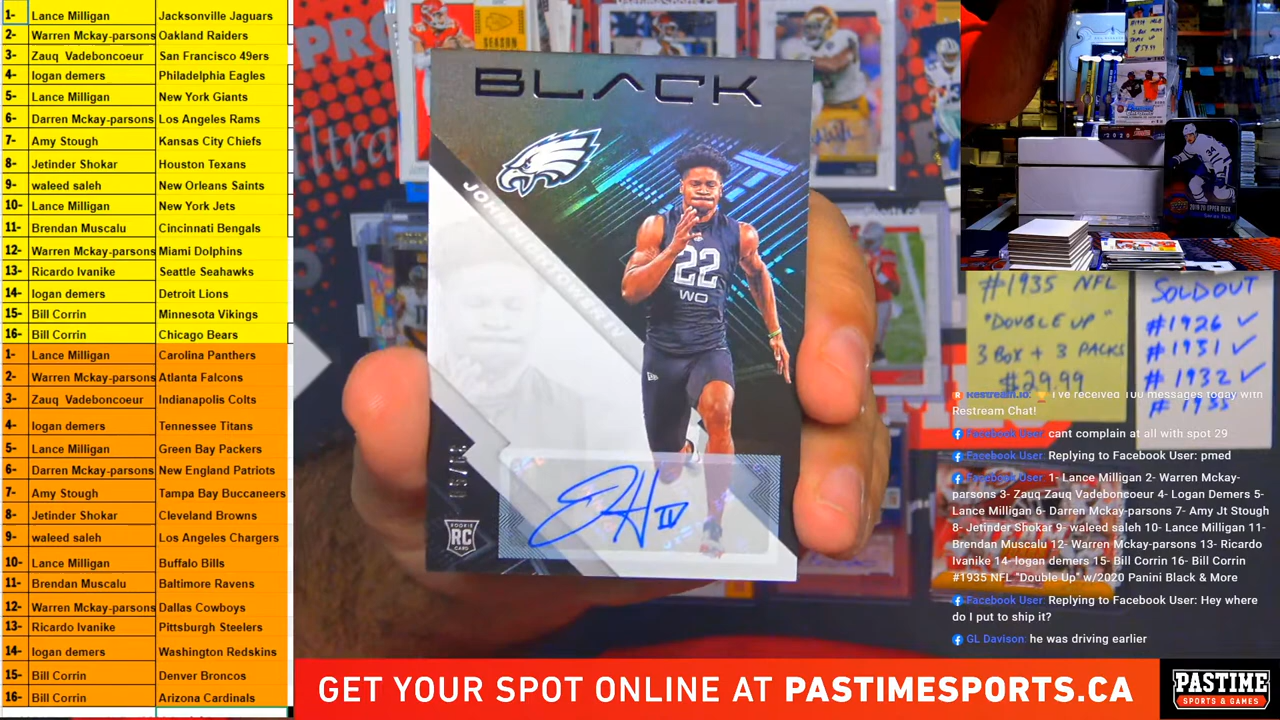 1- Lance Milligan Jacksonville Jaguars
2- Warren Mckay-parsons Oakland Raiders
3- Zauq Vadeboncoeur San Francisco 49ers
4- logan demers Philadelphia Eagles
5- Lance Milligan New York Giants
6- Darren Mckay-parsons Los Angeles Rams
7- Amy Stough Kansas City Chiefs
8- Jetinder Shokar Houston Texans
9- waleed saleh New Orleans Saints
10- Lance Milligan New York Jets
11- Brendan Muscalu Cincinnati Bengals
12- Warren Mckay-parsons Miami Dolphins
13- Ricardo Ivanike Seattle Seahawks
14- logan demers Detroit Lions
15- Bill Corrin Minnesota Vikings
16- Bill Corrin Chicago Bears
1- Lance Milligan Carolina Panthers
2- Warren Mckay-parsons Atlanta Falcons
3- Zauq Vadeboncoeur Indianapolis Colts
4- logan demers Tennessee Titans
5- Lance Milligan Green Bay Packers
6- Darren Mckay-parsons New England Patriots
7- Amy Stough Tampa Bay Buccaneers
8- Jetinder Shokar Cleveland Browns
9- waleed saleh Los Angeles Chargers
10- Lance Milligan Buffalo Bills
11- Brendan Muscalu Baltimore Ravens
12- Warren Mckay-parsons Dallas Cowboys
13- Ricardo Ivanike Pittsburgh Steelers
14- logan demers Washington Redskins
15- Bill Corrin Denver Broncos
16- Bill Corrin Arizona Cardinals
SEASON
BLACK
22
WO
ROOKIE
RC
CARD
#1935 NFL
"DOUBLE UP"
3 BOX + 3 PACKS
$29.99
SOLDOUT
#1926 ✓
#1931 ✓
#1932 ✓
Restream.io: I've received 100 messages today with
Restream Chat!
Facebook User: cant complain at all with spot 29
Facebook User: Replying to Facebook User: pmed
Facebook User: 1- Lance Milligan 2- Warren Mckay-
parsons 3- Zauq Zauq Vadeboncoeur 4- Logan Demers 5-
Lance Milligan 6- Darren Mckay-parsons 7- Amy Jt Stough
8- Jetinder Shokar 9- waleed saleh 10- Lance Milligan 11-
Brendan Muscalu 12- Warren Mckay-parsons 13- Ricardo
Ivanike 14- logan demers 15- Bill Corrin 16- Bill Corrin
#1935 NFL "Double Up" w/2020 Panini Black & More
Facebook User: Replying to Facebook User: Hey where
do I put to ship it?
GL Davison: he was driving earlier
GET YOUR SPOT ONLINE AT PASTIMESPORTS.CA
PASTIME
SPORTS & GAMES